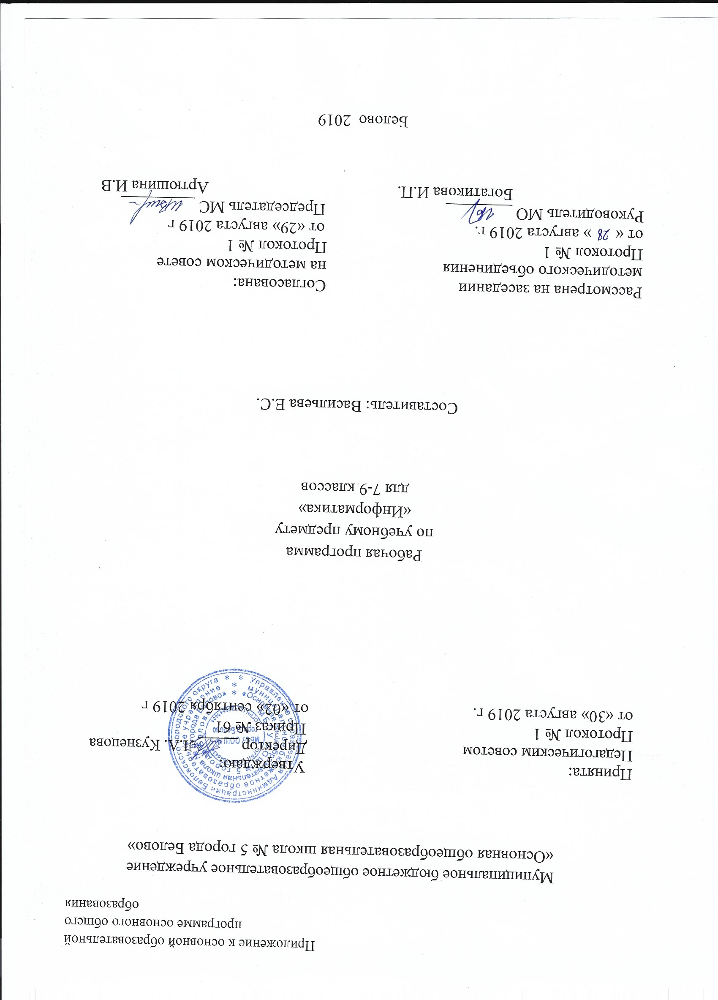 Приложение к основной образовательной
программе основного общего
образования
Муниципальное бюджетное общеобразовательное учреждение
«Основная общеобразовательная школа № 5 города Белово»
Принята:
Педагогическим советом
Протокол № 1
от «30» августа 2019 г.
Утверждаю:
Директор Л.А. Кузнецова
Приказ № 61
от «02» сентября 2019 г
Рабочая программа
по учебному предмету
«Информатика»
для 7-9 классов
Составитель: Васильева Е.С.
Рассмотрена на заседании
методического объединения
Протокол № 1
от « 28 » августа 2019 г.
Руководитель МО
Богатикова И.П.
Согласована:
на методическом совете
Протокол № 1
от «29» августа 2019 г
Председатель МС
Артюшина И.В
Белово 2019